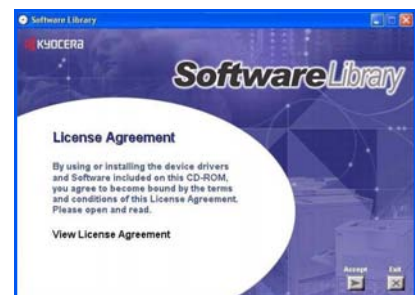 Software Library
KYOCERA
SoftwareLibrary
License Agreement
By using or installing the device drivers
and Software included on this CD-ROM,
you agree to become bound by the terms
and conditions of this License Agreement.
Please open and read.
View License Agreement
Accept Exit